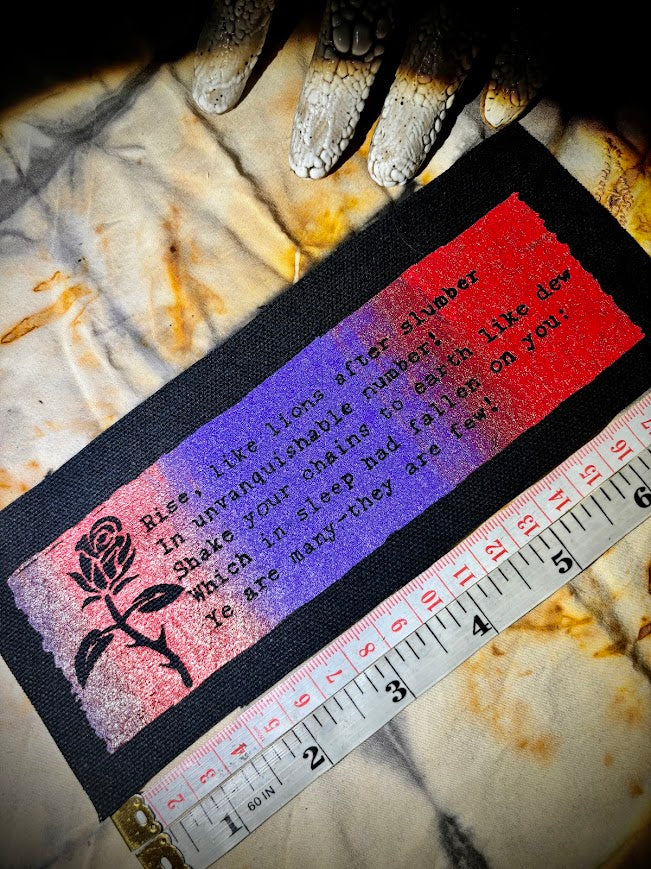 Rise, like lions after slumber
In unvanquishable number!
Shake your chains to earth like dew
Which in sleep had fallen on you:
Ye are many-they are few!
2 3 4 5 6 7 8 9 10 11 12 13 14 15 16 17
60 IN 1 2 3 4 5 6